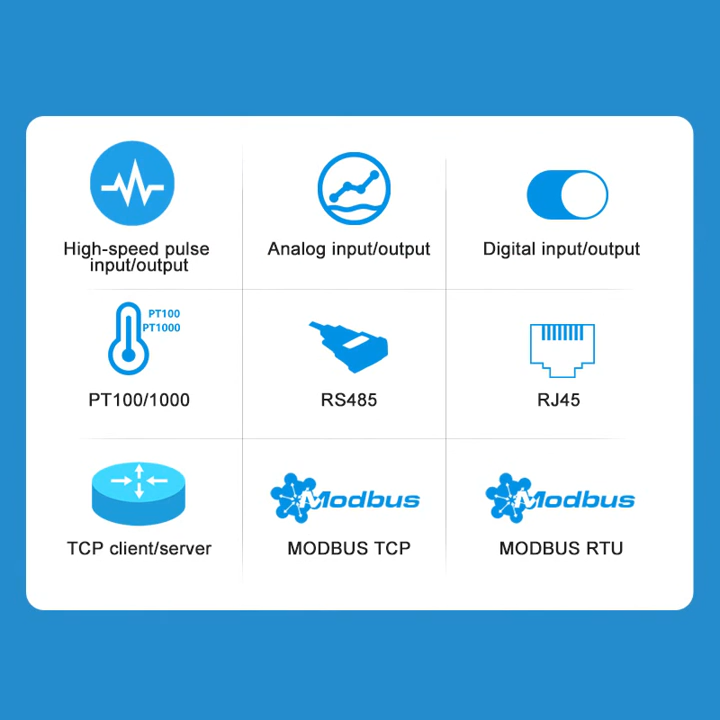 High-speed pulse
input/output
Analog input/output
Digital input/output
PT100
PT1000
PT100/1000
RS485
RJ45
TCP client/server
Modbus
MODBUS TCP
Modbus
MODBUS RTU